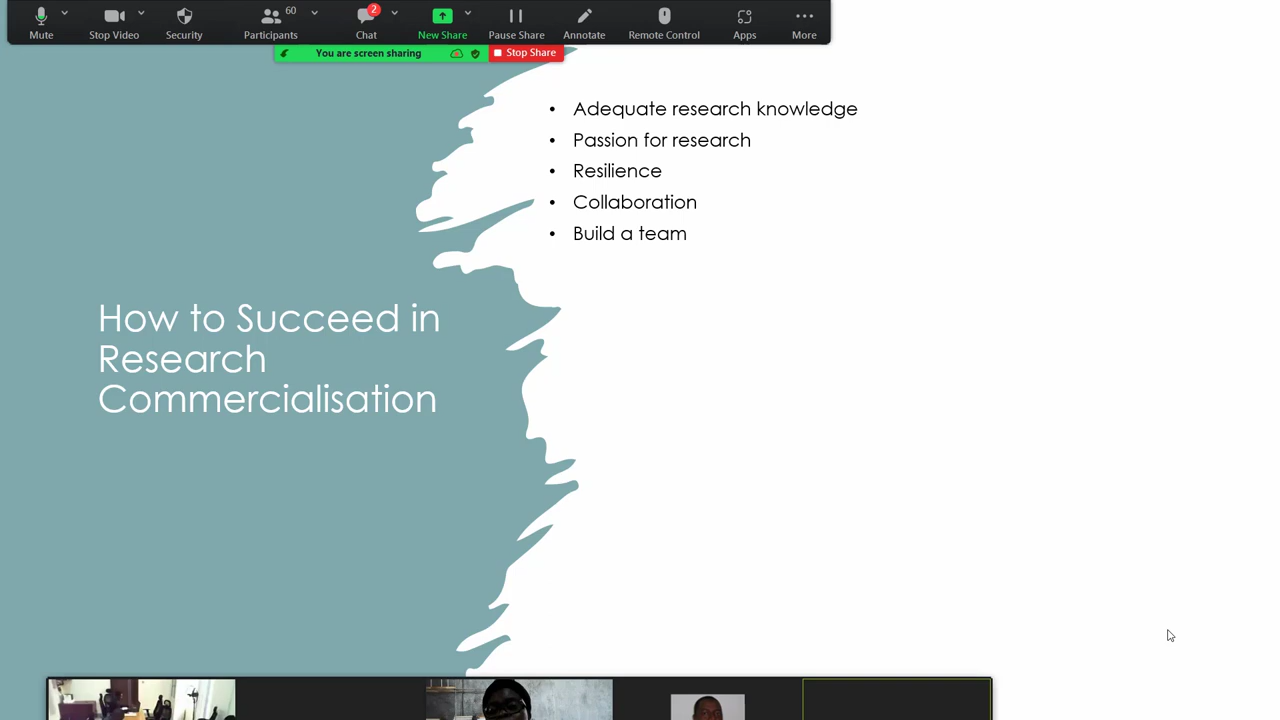 60
2
Mute
Stop Video
Security
Participants
Chat
New Share
Pause Share
Annotate
Remote Control
Apps
More
You are screen sharing
Stop Share
How to Succeed in
Research
Commercialisation
• Adequate research knowledge
• Passion for research
• Resilience
• Collaboration
• Build a team